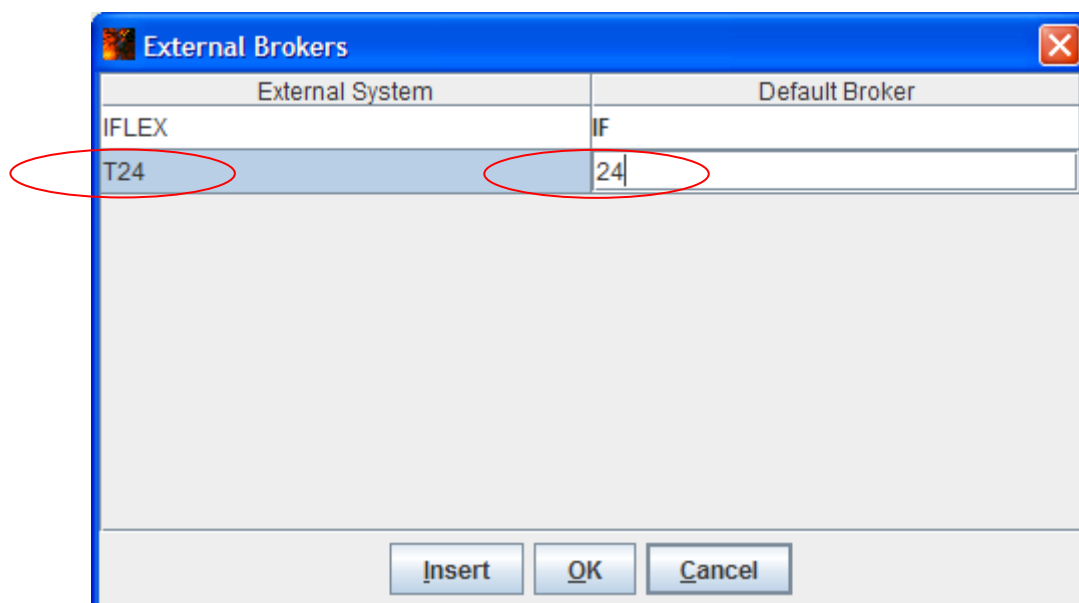 External Brokers
External System Default Broker
IFLEX IF
T24 24
Insert OK Cancel